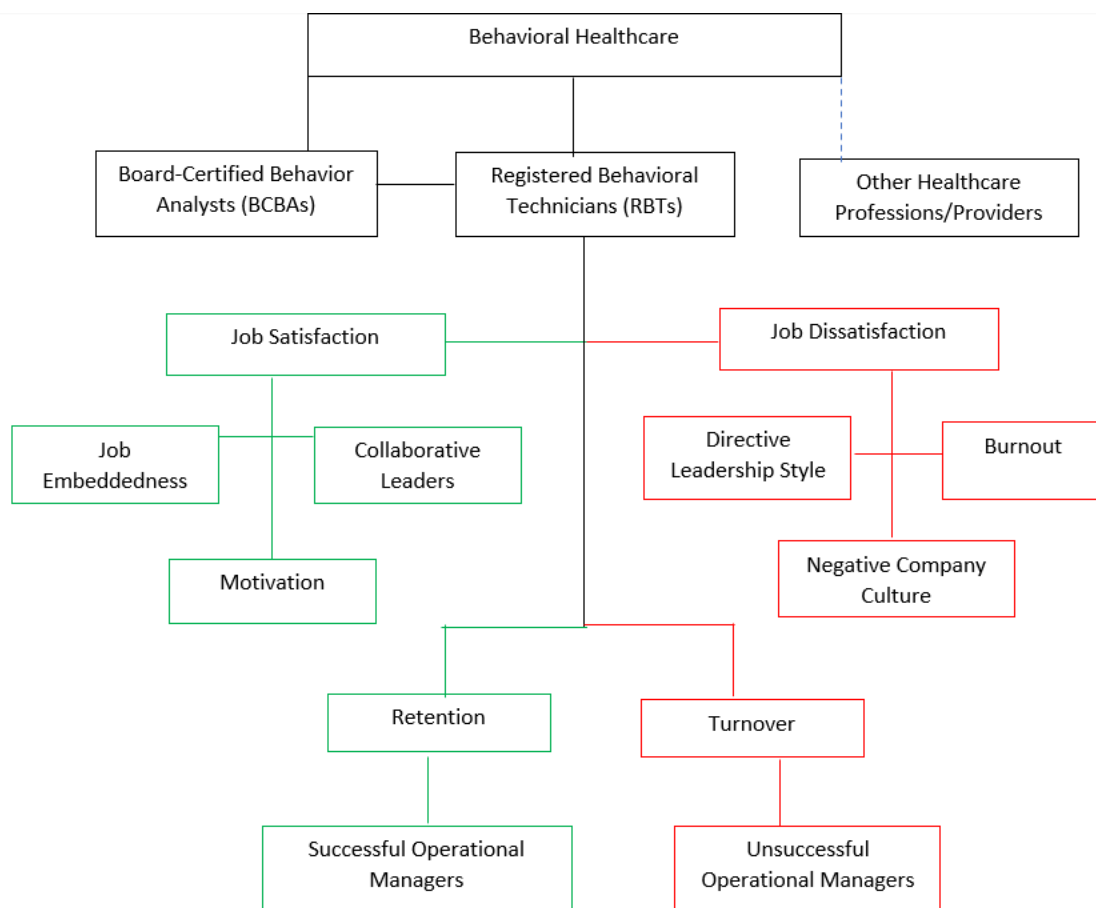 Behavioral Healthcare
Board-Certified Behavior
Analysts (BCBAs)
Registered Behavioral
Technicians (RBTs)
Other Healthcare
Professions/Providers
Job Satisfaction
Job Dissatisfaction
Job
Embeddedness
Collaborative
Leaders
Directive
Leadership Style
Burnout
Motivation
Negative Company
Culture
Retention
Turnover
Successful Operational
Managers
Unsuccessful
Operational Managers